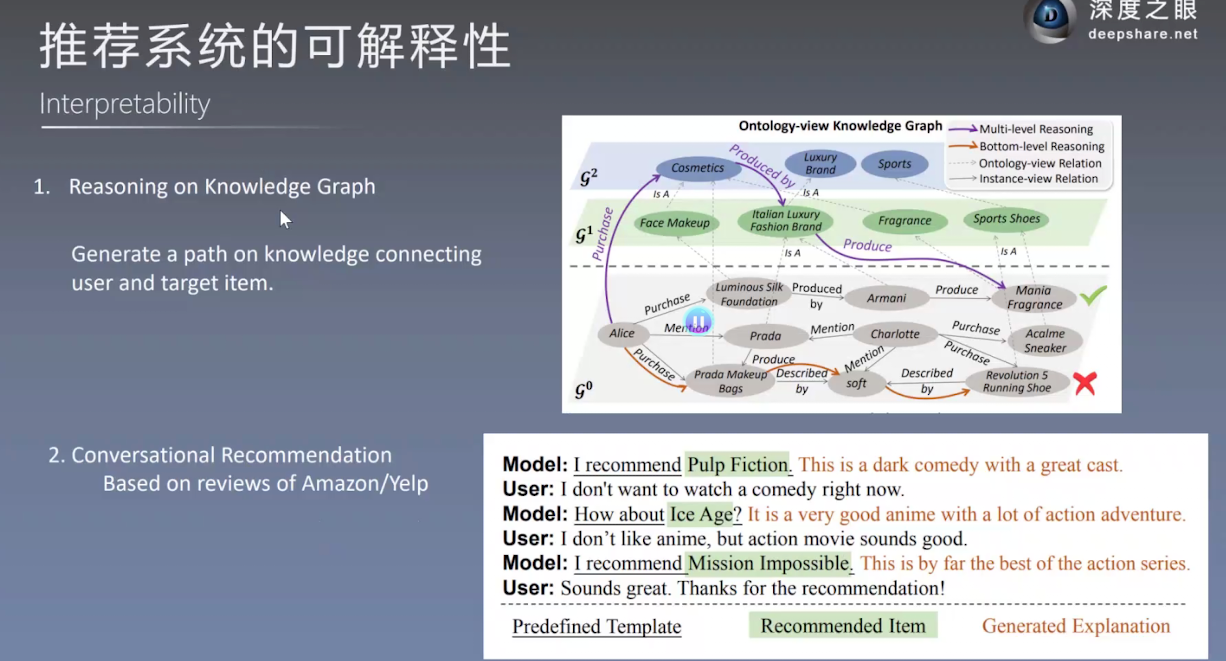 推荐系统的可解释性
深度之眼
deepshare.net
Interpretability
1. Reasoning on Knowledge Graph
Generate a path on knowledge connecting
user and target item.
Ontology-view Knowledge Graph
Multi-level Reasoning
Bottom-level Reasoning
Ontology-view Relation
Instance-view Relation
G²
Cosmetics
Produced by
Luxury
Brand
Sports
Is A
Is A
G¹
Purchase
Face Makeup
Italian Luxury
Fashion Brand
Fragrance
Sports Shoes
Produce
Is A
Is A
Luminous Silk
Foundation
Produced
by
Armani
Produce
Mania
Fragrance
Purchase
Alice
Mention
Prada
Mention
Charlotte
Purchase
Acalme
Sneaker
Purchase
Produce
Mention
Purchase
Prada Makeup
Bags
Described
by
soft
Described
by
Revolution 5
Running Shoe
G⁰
2. Conversational Recommendation
Based on reviews of Amazon/Yelp
Model: I recommend Pulp Fiction. This is a dark comedy with a great cast.
User: I don't want to watch a comedy right now.
Model: How about Ice Age? It is a very good anime with a lot of action adventure.
User: I don't like anime, but action movie sounds good.
Model: I recommend Mission Impossible. This is by far the best of the action series.
User: Sounds great. Thanks for the recommendation!
Predefined Template
Recommended Item
Generated Explanation